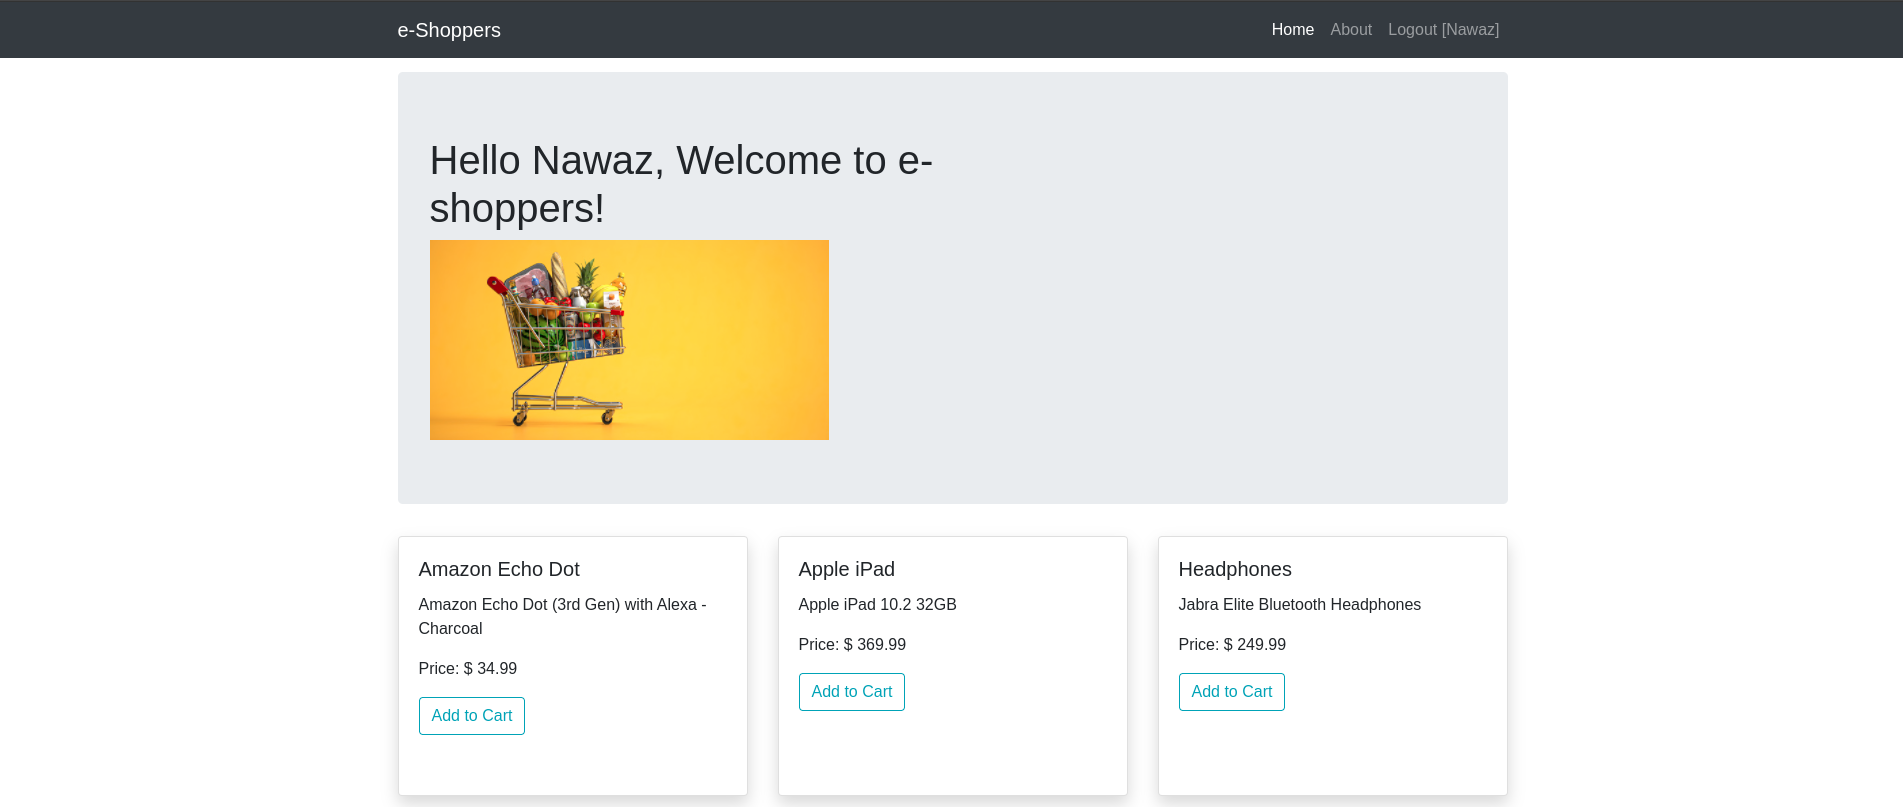 e-Shoppers
Home About Logout [Nawaz]
Hello Nawaz, Welcome to e-
shoppers!
Amazon Echo Dot
Amazon Echo Dot (3rd Gen) with Alexa -
Charcoal
Price: $ 34.99
Add to Cart
Apple iPad
Apple iPad 10.2 32GB
Price: $ 369.99
Add to Cart
Headphones
Jabra Elite Bluetooth Headphones
Price: $ 249.99
Add to Cart